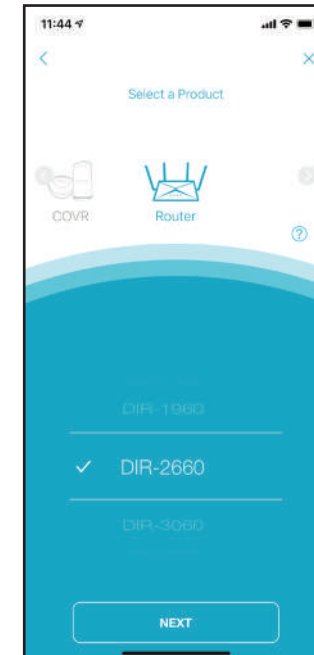 11:44
Select a Product
COVR
Router
?
DIR-1960
DIR-2660
DIR-3060
NEXT